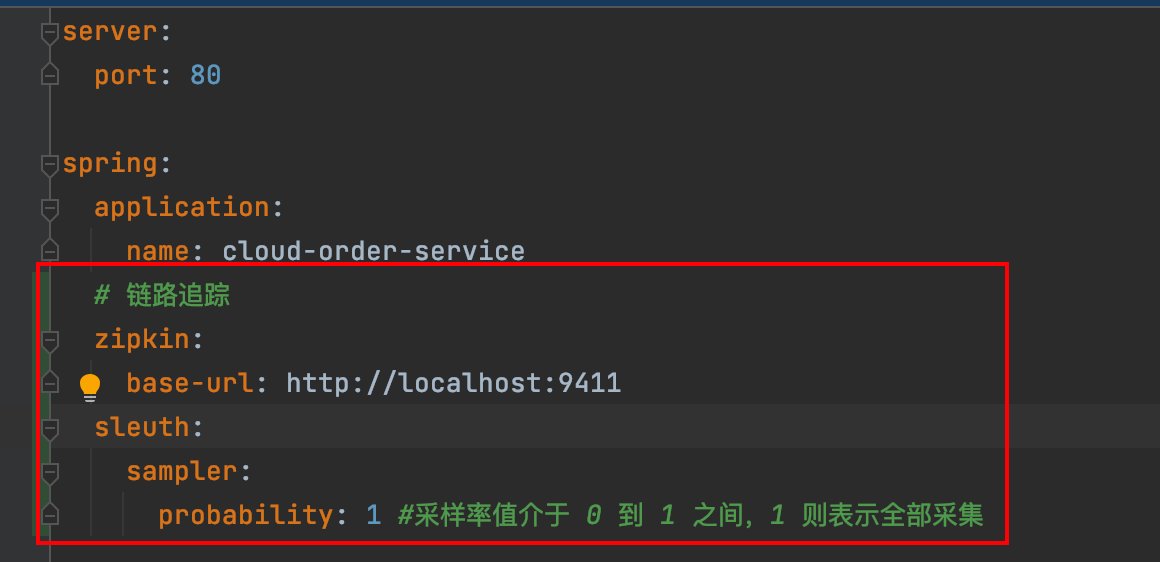 server:
port: 80
spring:
application:
name: cloud-order-service
# 链路追踪
zipkin:
base-url: http://localhost:9411
sleuth:
sampler:
probability: 1 #采样率值介于 0 到 1 之间，1 则表示全部采集